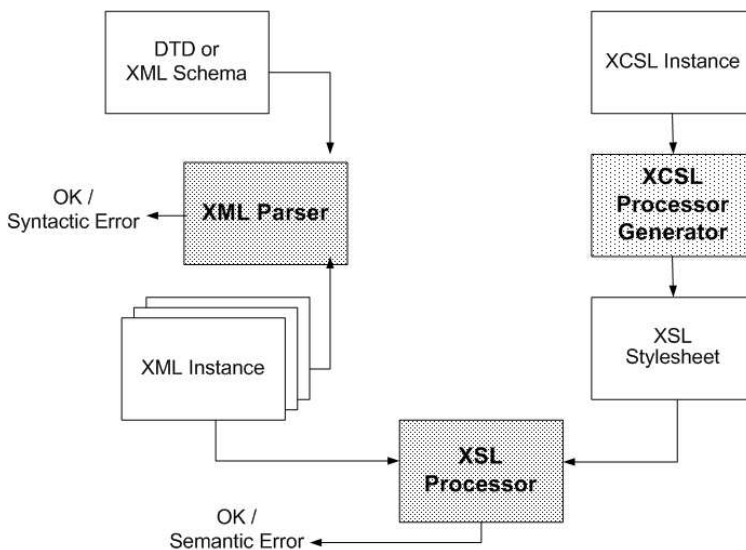 DTD or
XML Schema
XCSL Instance
XML Parser
OK /
Syntactic Error
XCSL
Processor
Generator
XML Instance
XSL
Stylesheet
XSL
Processor
OK /
Semantic Error